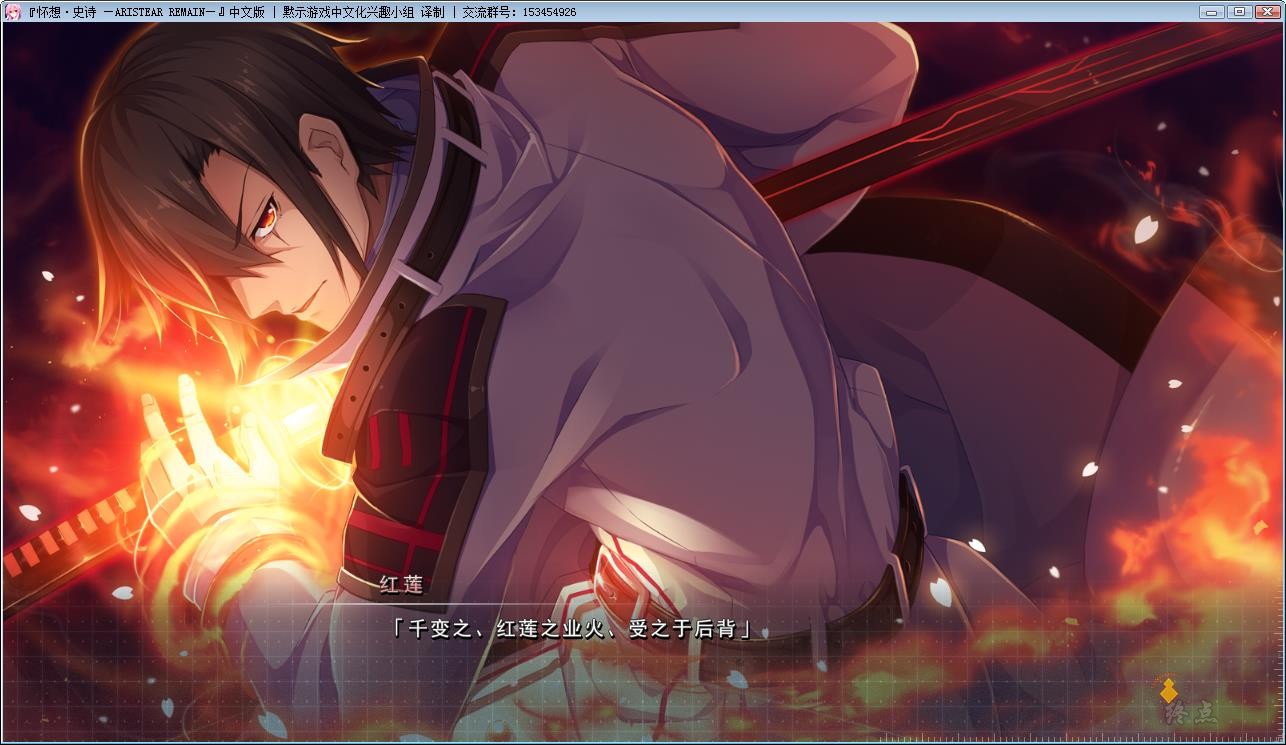 『怀想·史诗 －ARISTEAR REMAIN－』中文版 | 黙示游戏中文化兴趣小组 译制 | 交流群号: 153454926
红莲
「千变之、红莲之业火、受之于后背」
终点